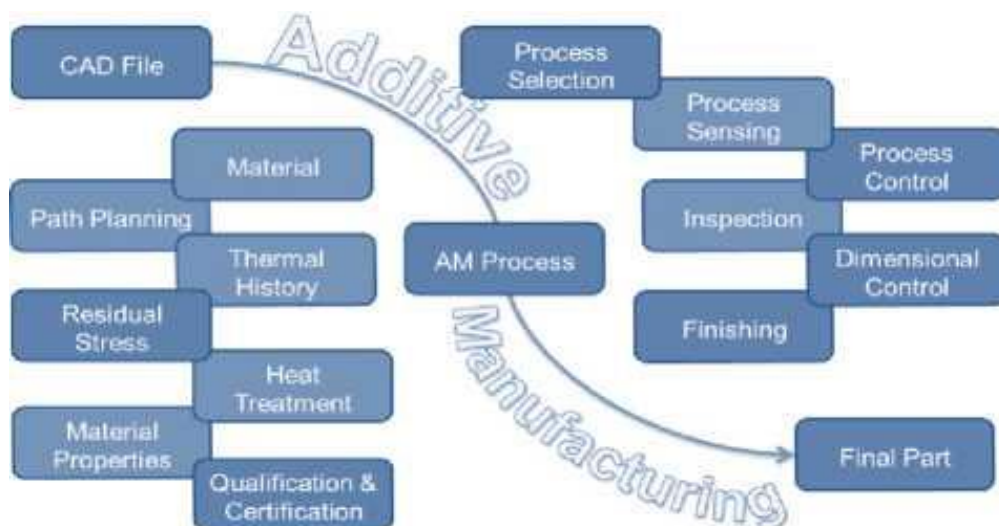 CAD File
Additive
Manufacturing
Process
Selection
Process
Sensing
Process
Control
Inspection
Dimensional
Control
Finishing
Material
Path Planning
Thermal
History
Residual
Stress
Heat
Treatment
Material
Properties
Qualification &
Certification
AM Process
Final Part